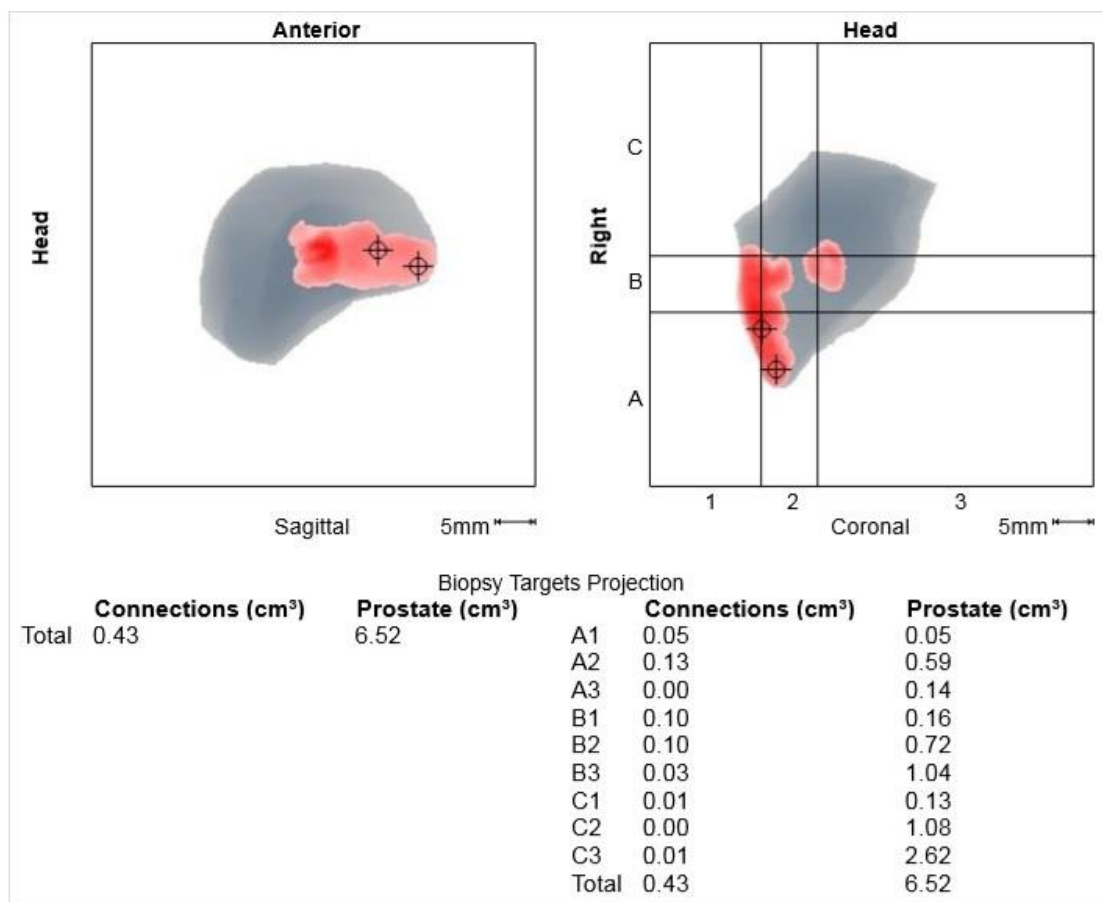 Anterior
Head
Head
Right
C
B
A
1 2 3
Sagittal 5mm
Coronal 5mm
Biopsy Targets Projection
Connections (cm³) Prostate (cm³)
Total 0.43 6.52
Connections (cm³) Prostate (cm³)
A1 0.05 0.05
A2 0.13 0.59
A3 0.00 0.14
B1 0.10 0.16
B2 0.10 0.72
B3 0.03 1.04
C1 0.01 0.13
C2 0.00 1.08
C3 0.01 2.62
Total 0.43 6.52